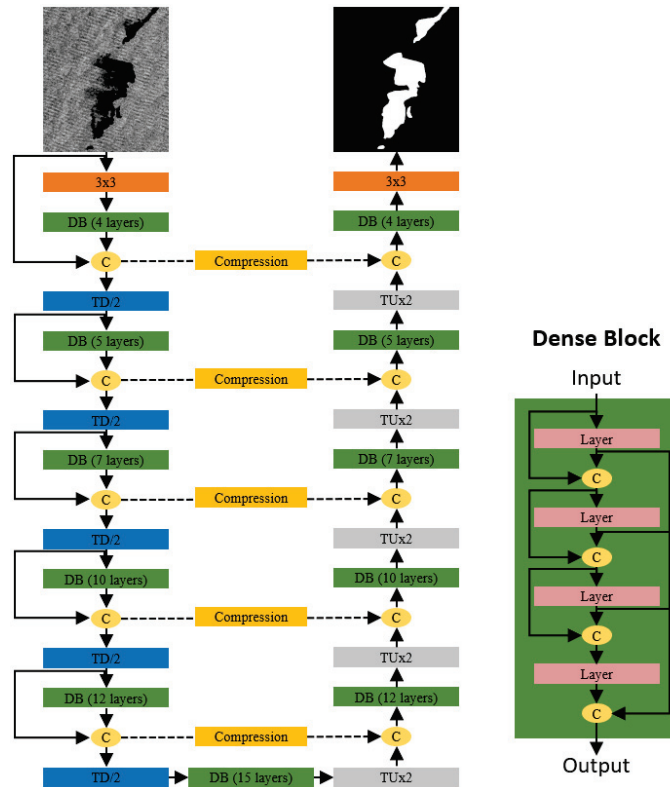 3x3
DB (4 layers)
C
TD/2
DB (5 layers)
C
TD/2
DB (7 layers)
C
TD/2
DB (10 layers)
C
TD/2
DB (12 layers)
C
TD/2
DB (15 layers)
Compression
Compression
Compression
Compression
Compression
3x3
DB (4 layers)
C
TUx2
DB (5 layers)
C
TUx2
DB (7 layers)
C
TUx2
DB (10 layers)
C
TUx2
DB (12 layers)
C
TUx2
Dense Block
Input
Layer
C
Layer
C
Layer
C
Layer
C
Output